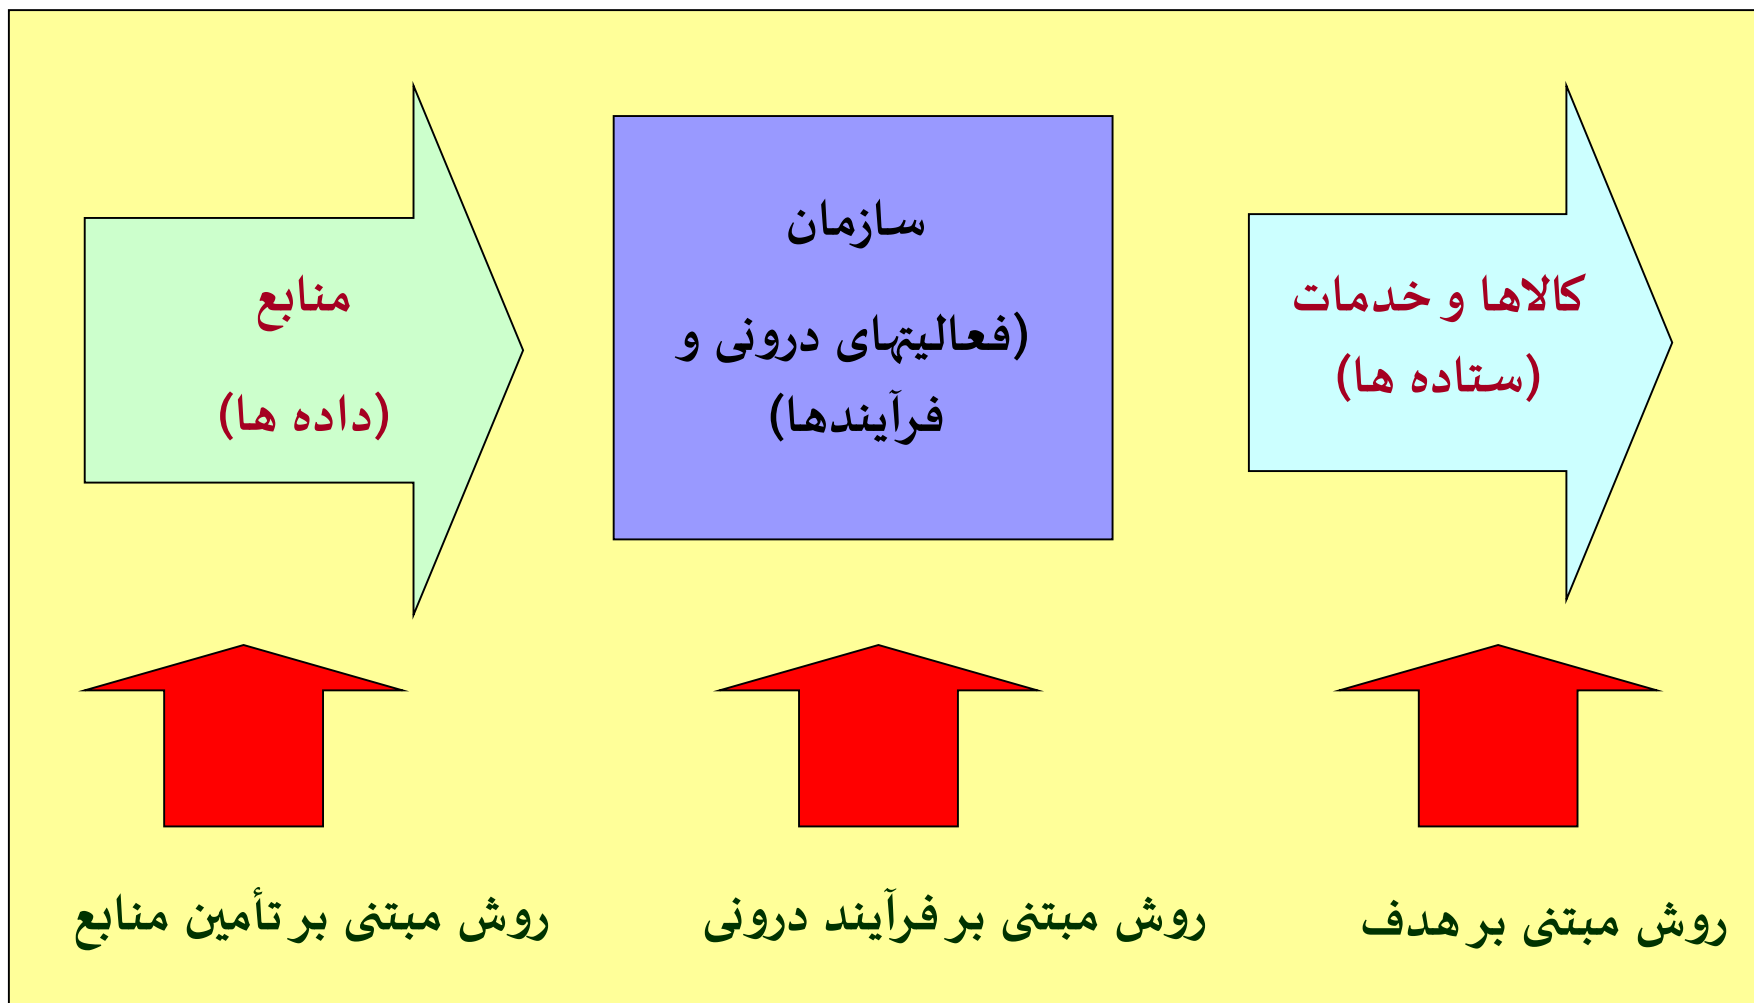 منابع
(داده ها)
سازمان
(فعالیتهای درونی و
فرآیندها)
کالاها و خدمات
(ستاده ها)
روش مبتنی بر تأمین منابع
روش مبتنی بر فرآیند درونی
روش مبتنی بر هدف